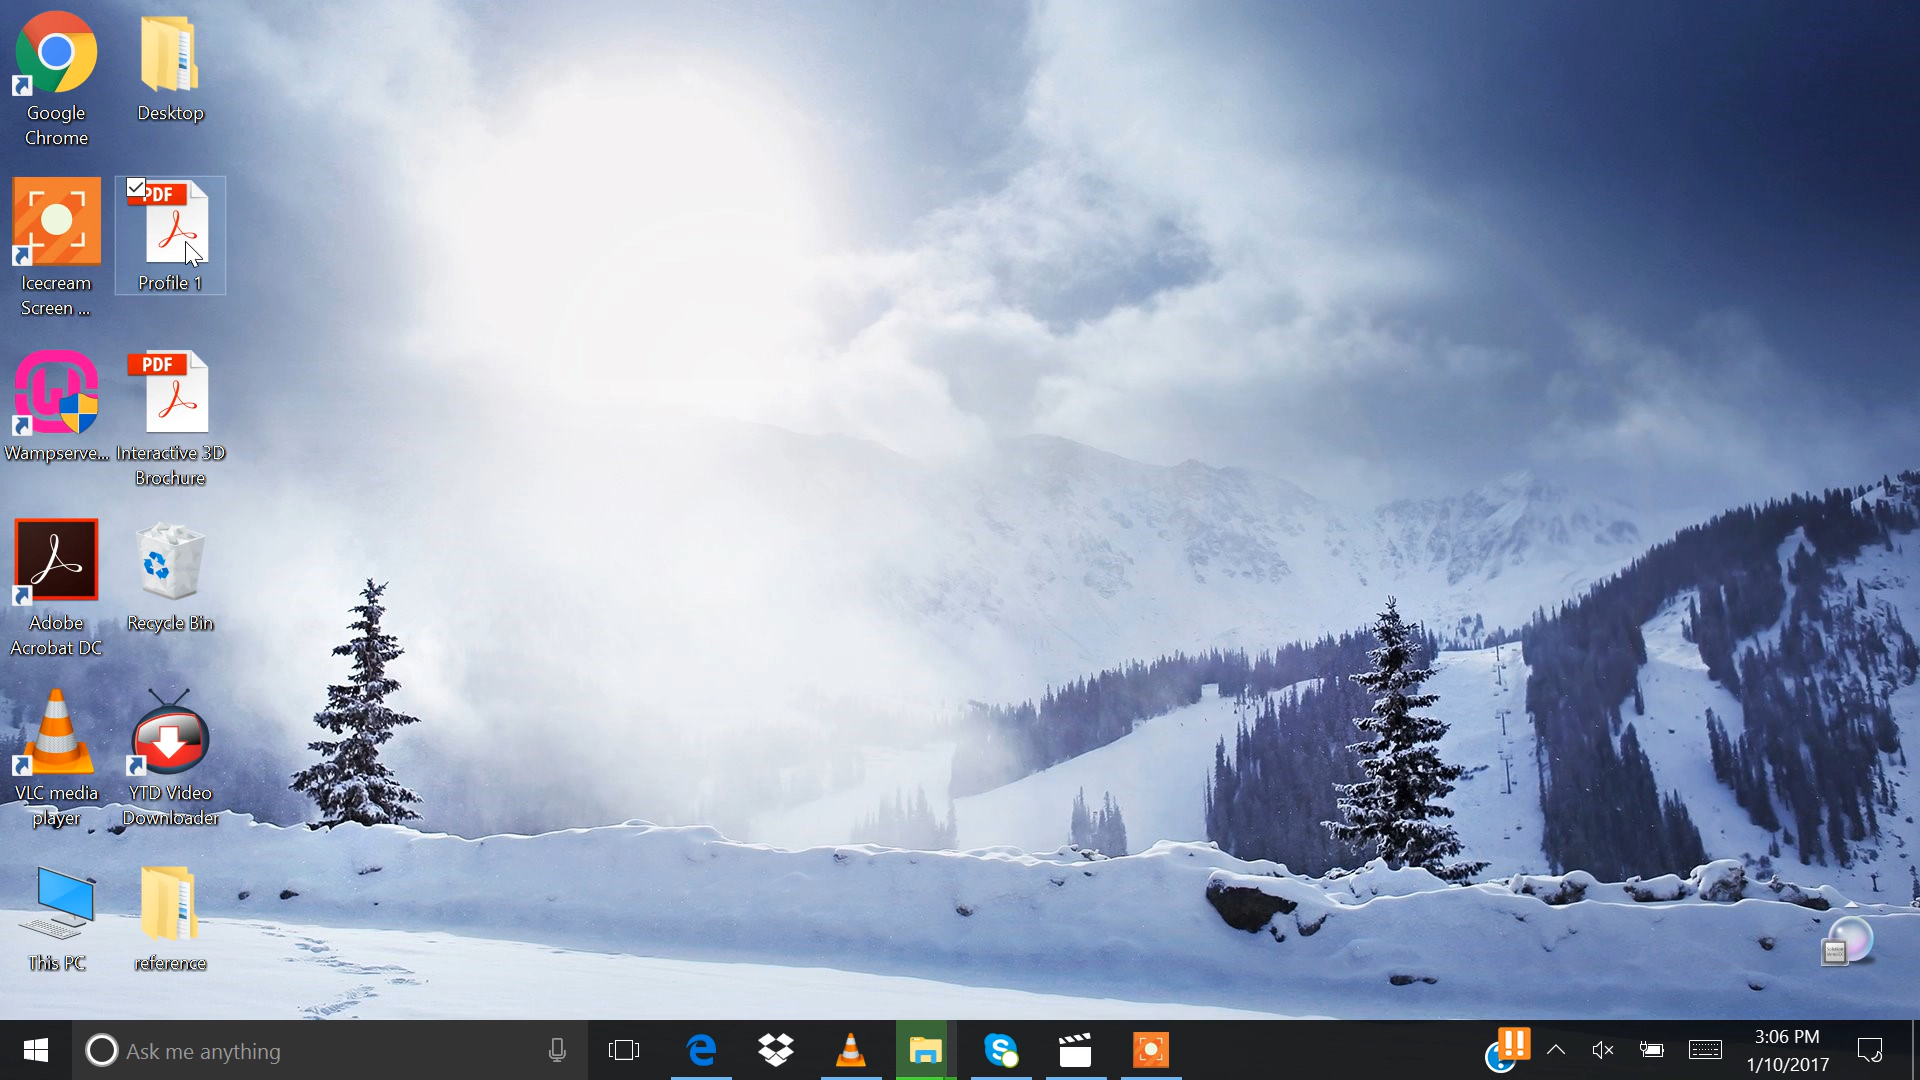 Google
Chrome
Desktop
Icecream
Screen ...
PDF
Profile 1
Wampserve...
PDF
Interactive 3D
Brochure
Adobe
Acrobat DC
Recycle Bin
VLC media
player
YTD Video
Downloader
This PC
reference
Ask me anything
3:06 PM
1/10/2017